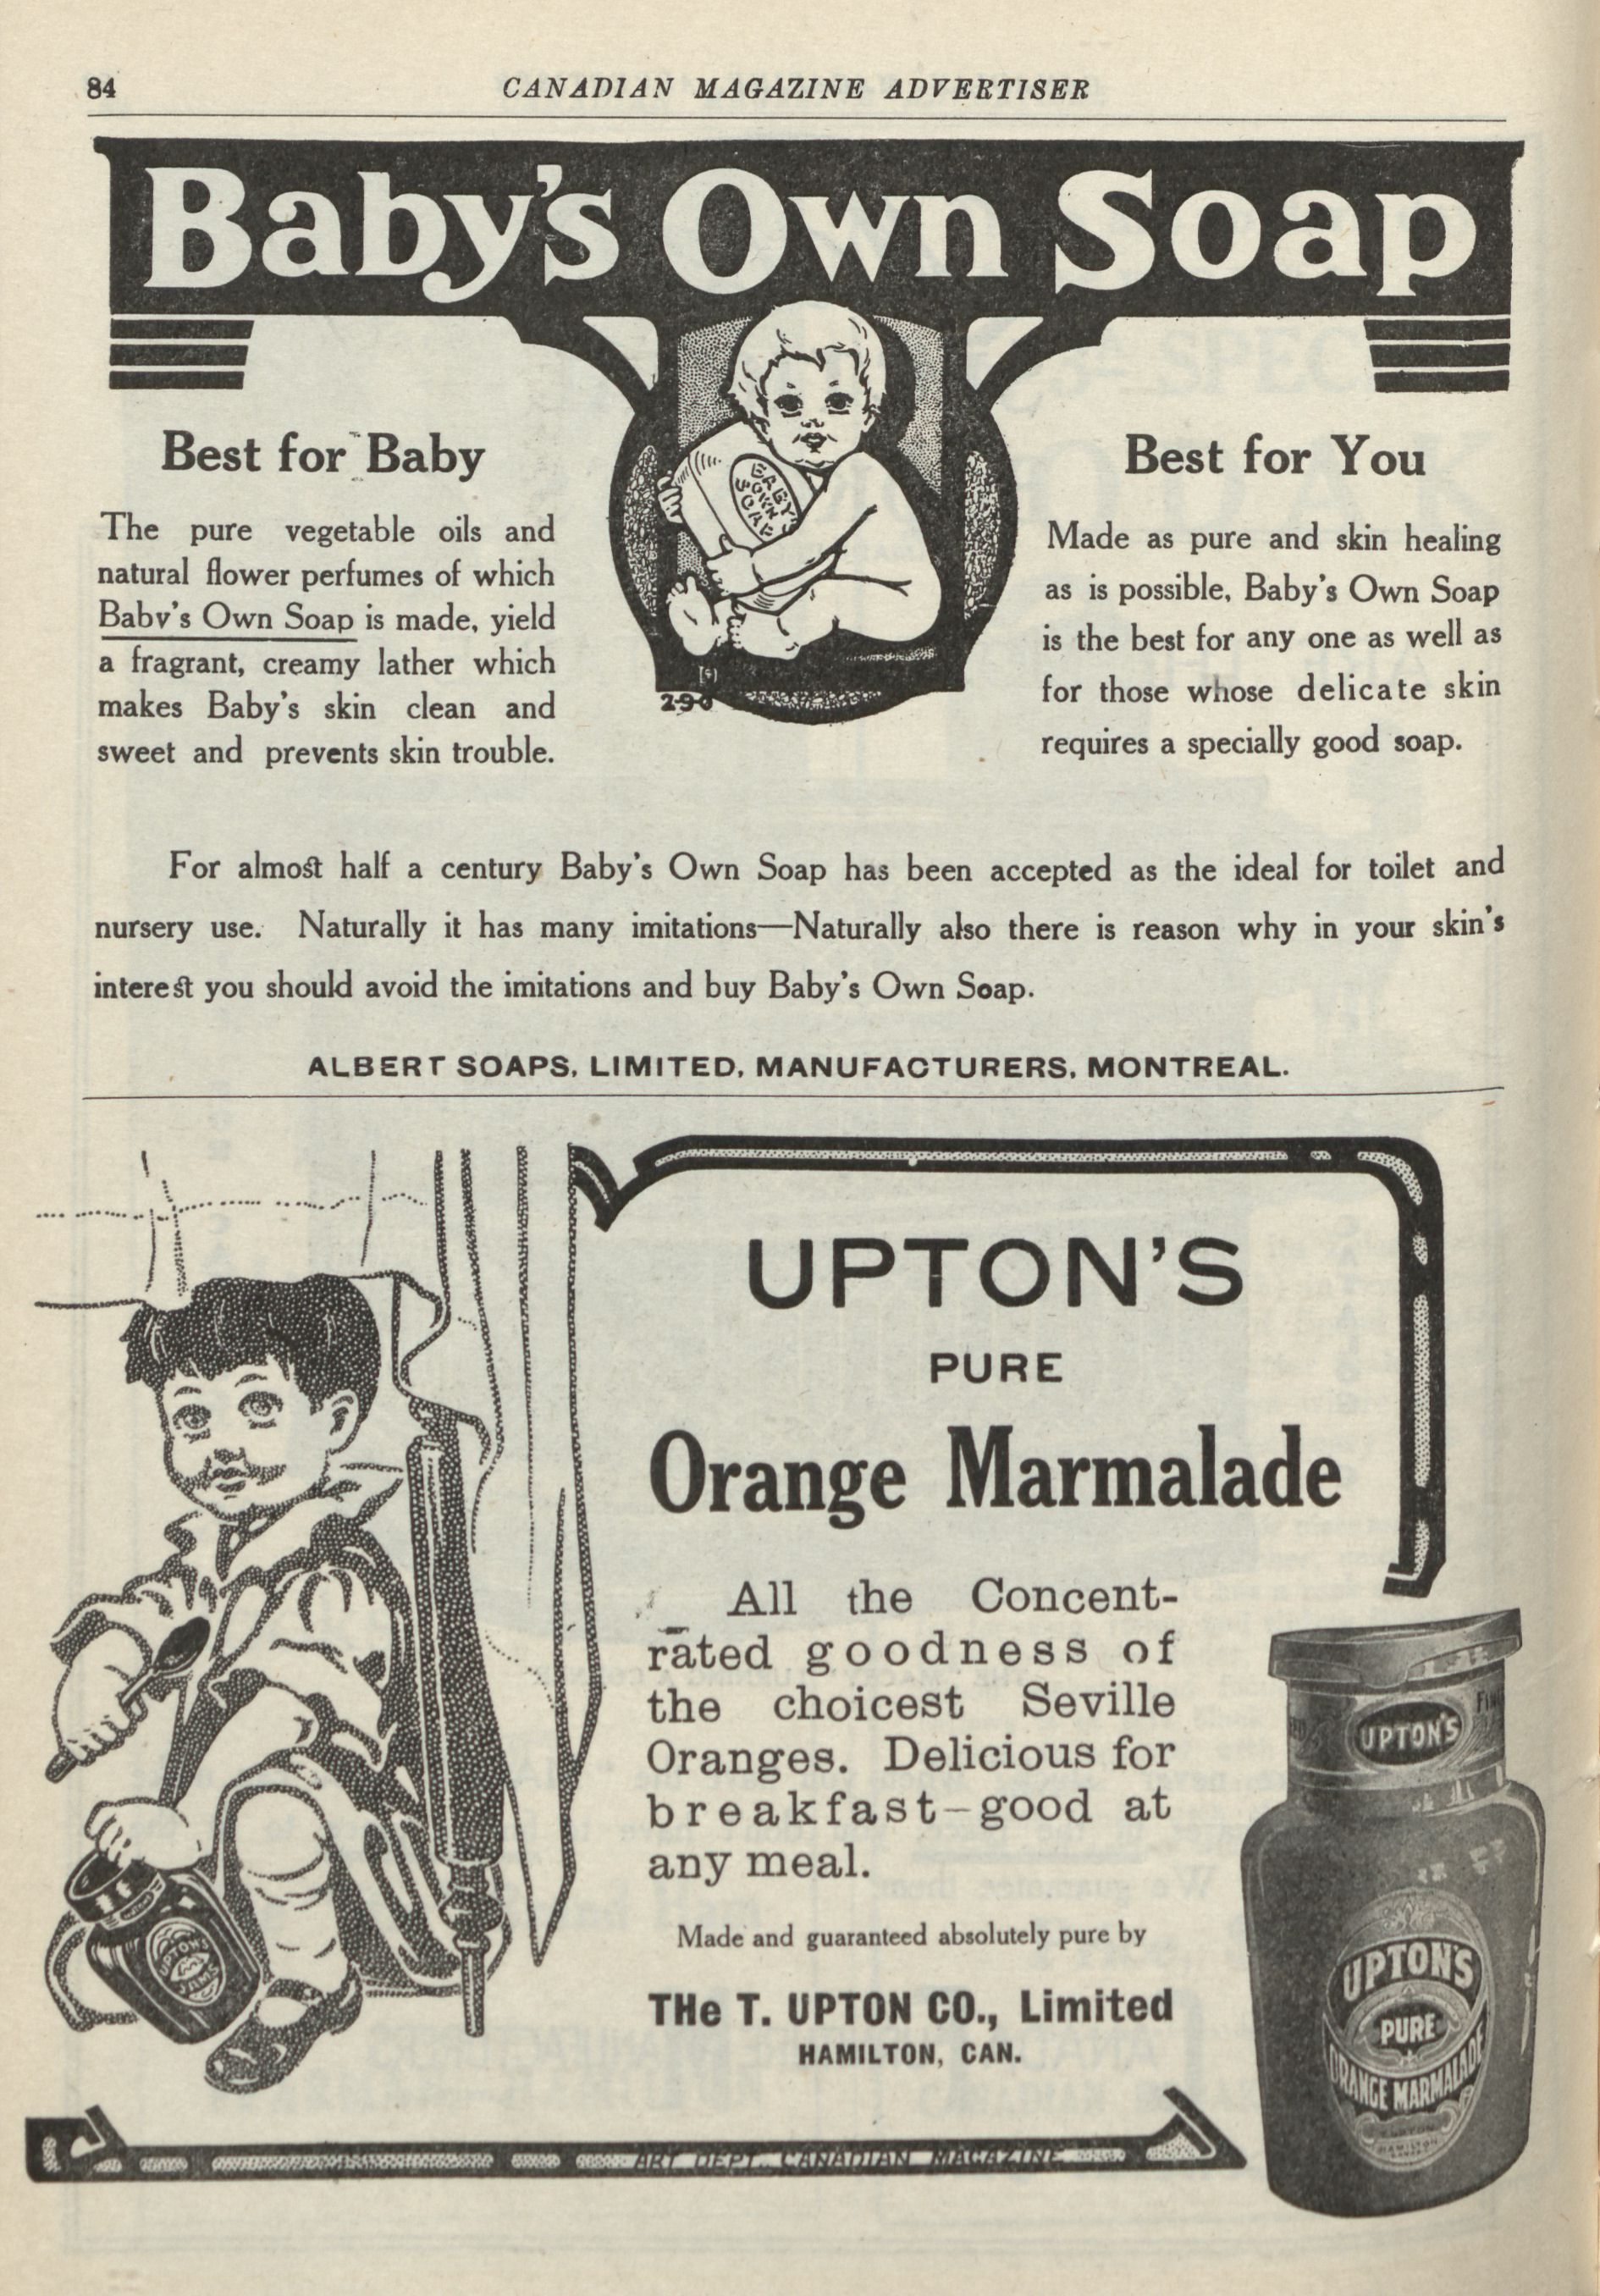 84
CANADIAN MAGAZINE ADVERTISER
Baby's Own Soap
BABY'S
OWN
SOAP
Best for Baby
The pure vegetable oils and
natural flower perfumes of which
Baby's Own Soap is made, yield
a fragrant, creamy lather which
makes Baby's skin clean and
sweet and prevents skin trouble.
Best for You
Made as pure and skin healing
as is possible, Baby's Own Soap
is the best for any one as well as
for those whose delicate skin
requires a specially good soap.
For almost half a century Baby's Own Soap has been accepted as the ideal for toilet and
nursery use. Naturally it has many imitations—Naturally also there is reason why in your skin's
interest you should avoid the imitations and buy Baby's Own Soap.
ALBERT SOAPS, LIMITED, MANUFACTURERS, MONTREAL.
UPTON'S
PURE
Orange Marmalade
All the Concent-
rated goodness of
the choicest Seville
Oranges. Delicious for
breakfast—good at
any meal.
Made and guaranteed absolutely pure by
THe T. UPTON CO., Limited
HAMILTON, CAN.
UPTON'S
JAMS
UPTON'S
UPTON'S
PURE
ORANGE MARMALADE
ART DEPT. CANADIAN MAGAZINE